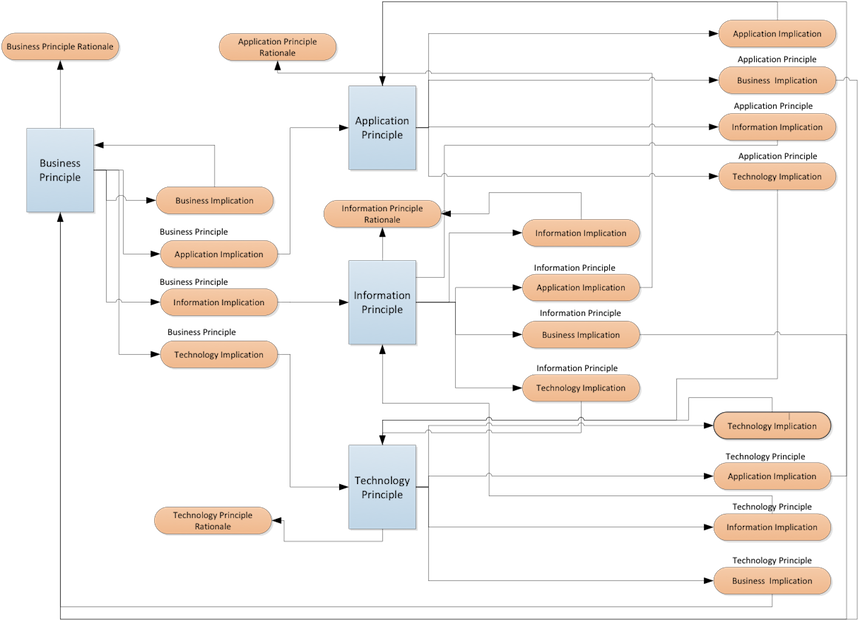 Business Principle Rationale
Application Principle
Rationale
Application Implication
Application Principle
Business  Implication
Application Principle
Information Implication
Application Principle
Technology Implication
Application
Principle
Business
Principle
Business Implication
Business Principle
Application Implication
Business Principle
Information Implication
Business Principle
Technology Implication
Information Principle
Rationale
Information
Principle
Information Implication
Information Principle
Application Implication
Information Principle
Business Implication
Information Principle
Technology Implication
Technology
Principle
Technology Principle
Rationale
Technology Implication
Technology Principle
Application Implication
Technology Principle
Information Implication
Technology Principle
Business  Implication